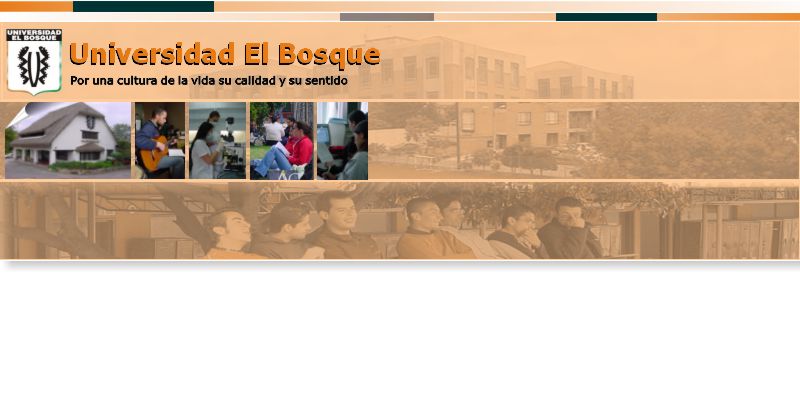 UNIVERSIDAD
EL BOSQUE
Universidad El Bosque
Por una cultura de la vida su calidad y su sentido